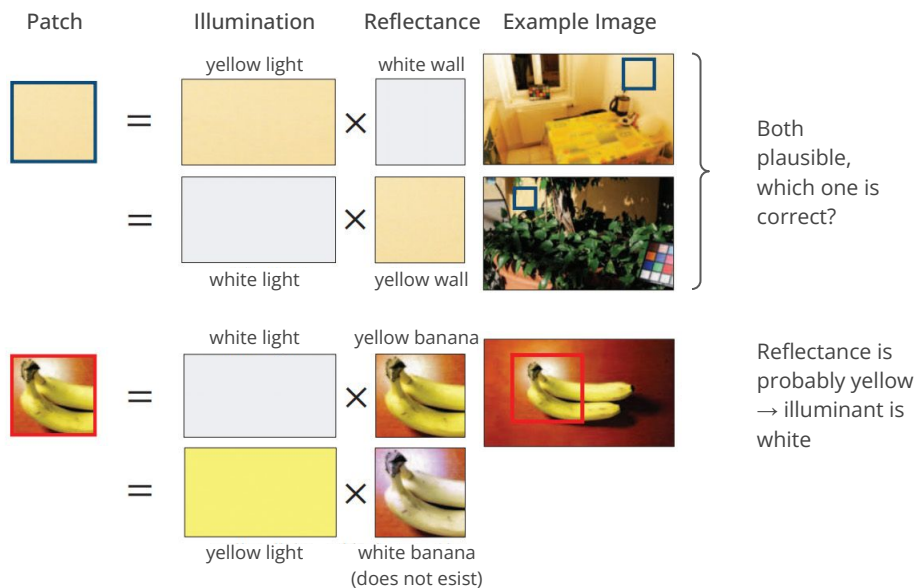 Patch Illumination Reflectance Example Image
yellow light white wall
= ×
= ×
white light yellow wall
Both
plausible,
which one is
correct?
white light yellow banana
= ×
= ×
yellow light white banana
(does not esist)
Reflectance is
probably yellow
→ illuminant is
white